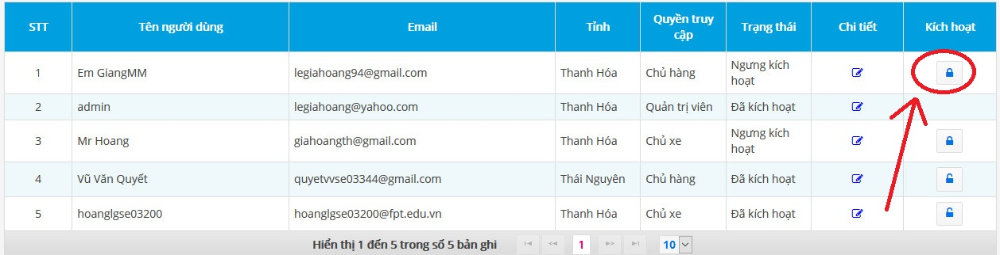 STT Tên người dùng Email Tỉnh Quyền truy cập Trạng thái Chi tiết Kích hoạt
1 Em GiangMM legiahoang94@gmail.com Thanh Hóa Chủ hàng Ngưng kích hoạt
2 admin legiahoang@yahoo.com Thanh Hóa Quản trị viên Đã kích hoạt
3 Mr Hoang giahoangth@gmail.com Thanh Hóa Chủ xe Ngưng kích hoạt
4 Vũ Văn Quyết quyetvvse03344@gmail.com Thái Nguyên Chủ hàng Đã kích hoạt
5 hoanglgse03200 hoanglgse03200@fpt.edu.vn Thanh Hóa Chủ xe Đã kích hoạt
Hiển thị 1 đến 5 trong số 5 bản ghi 1 10